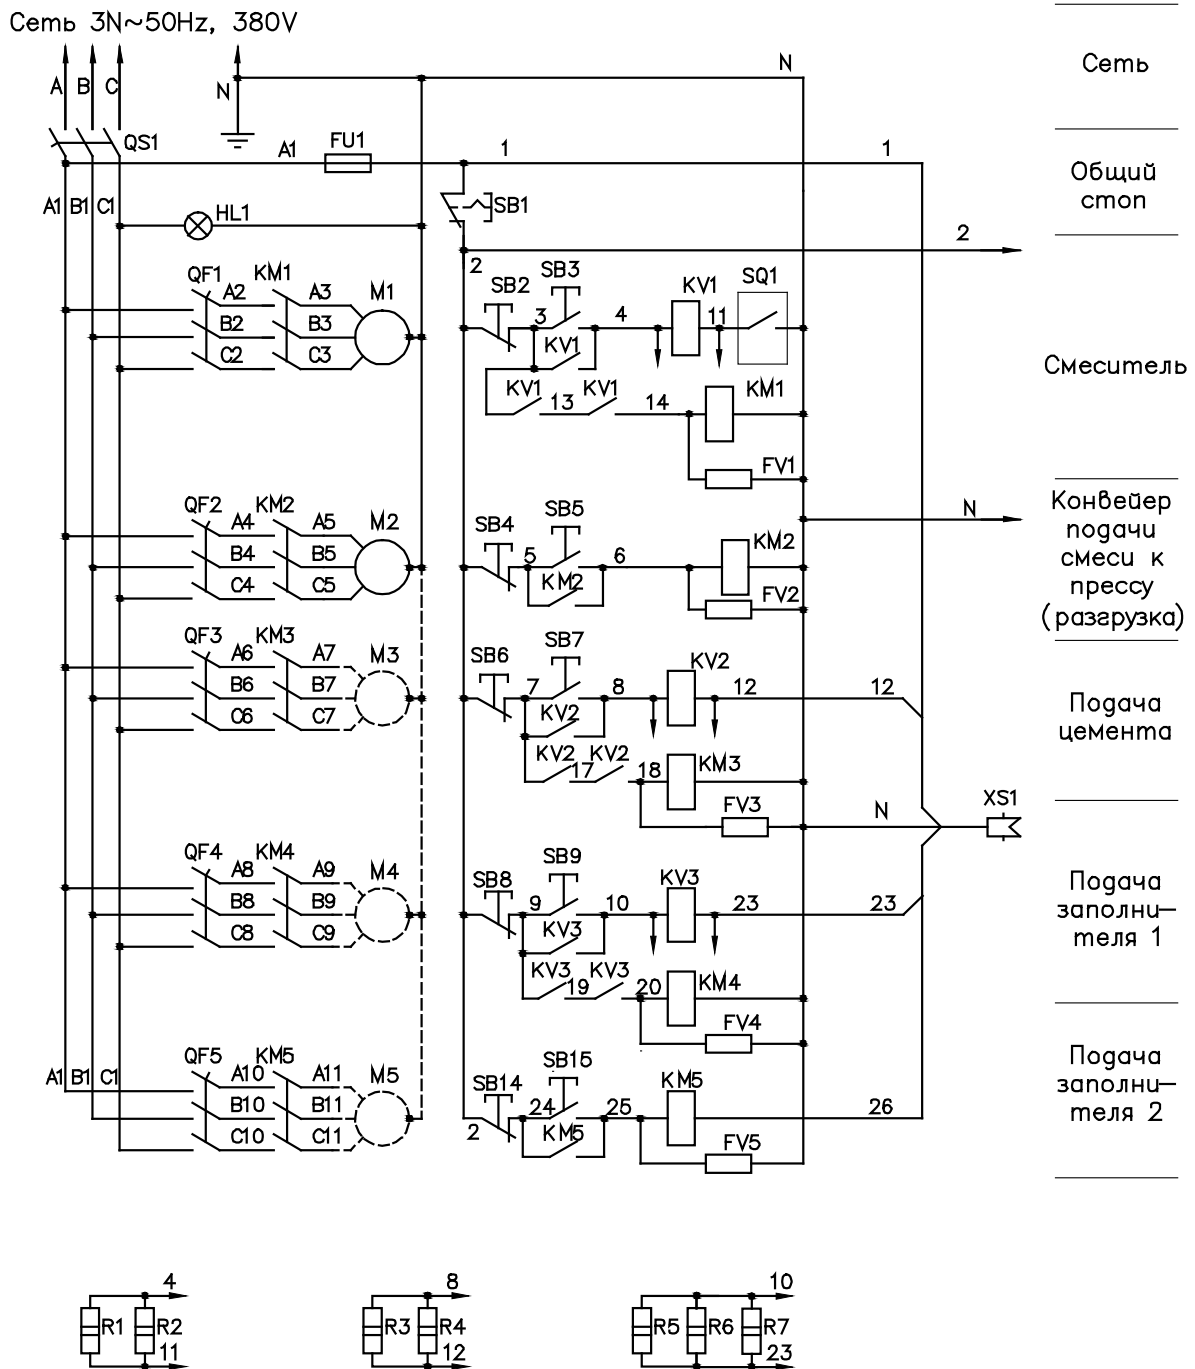 Сеть 3N~50Hz, 380V
A B C N N
QS1
A1 FU1 1 1
A1 B1 C1 HL1 SB1
2
2
QF1 KM1 M1 SB2 SB3 KV1 SQ1
A2 A3
B2 B3
C2 C3
3 4 11
KV1
KV1 13 KV1 14 KM1
FV1
N
QF2 KM2 M2 SB4 SB5 KM2
A4 A5
B4 B5
C4 C5
5 6
KM2 FV2
QF3 KM3 M3 SB6 SB7 KV2
A6 A7
B6 B7
C6 C7
7 8 12 12
KV2
KV2 17 KV2 18 KM3
FV3 N XS1
QF4 KM4 M4 SB8 SB9 KV3
A8 A9
B8 B9
C8 C9
9 10 23 23
KV3
KV3 19 KV3 20 KM4
FV4
A1 B1 C1 QF5 KM5 M5 SB14 SB15 KM5
A10 A11
B10 B11
C10 C11
2 24 25 26
KM5 FV5
Сеть
Общий
стоп
Смеситель
Конвейер
подачи
смеси к
прессу
(разгрузка)
Подача
цемента
Подача
заполни–
теля 1
Подача
заполни–
теля 2
4 8 10
R1 R2 R3 R4 R5 R6 R7
11 12 23